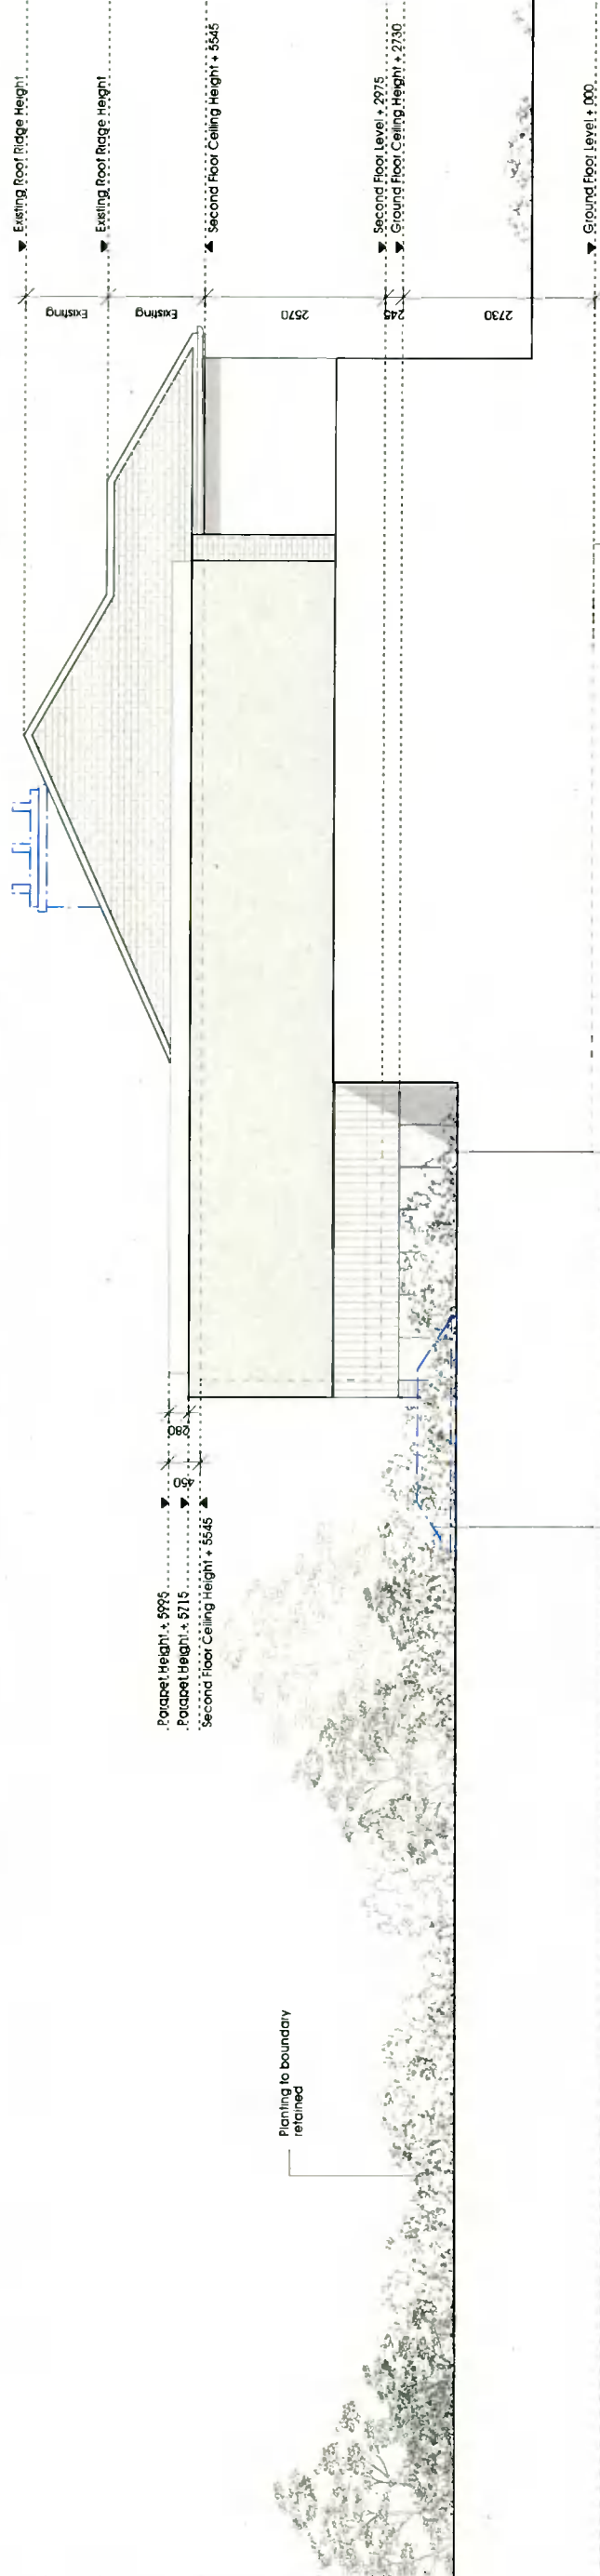 Existing Roof Ridge Height
Existing Roof Ridge Height
Second Floor Ceiling Height + 5545
Second Floor Level + 2975
Ground Floor Ceiling Height + 2730
Ground Floor Level + 000
Existing
Existing
2570
245
2730
280
450
Parapet Height + 5995
Parapet Height + 5715
Second Floor Ceiling Height + 5545
Planting to boundary
retained